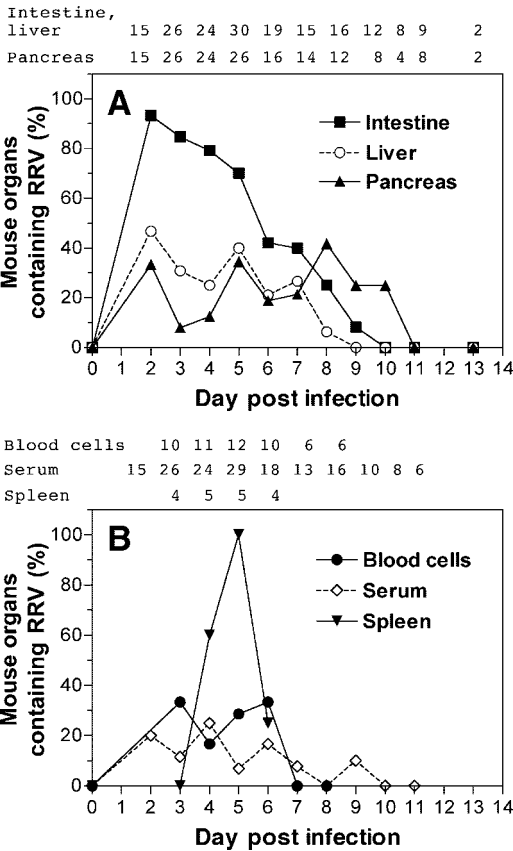 Intestine,
liver 15 26 24 30 19 15 16 12 8 9 2
Pancreas 15 26 24 26 16 14 12 8 4 8 2
A
100
80
60
40
20
0
Mouse organs
containing RRV (%)
Intestine
Liver
Pancreas
0 1 2 3 4 5 6 7 8 9 10 11 12 13 14
Day post infection
Blood cells 10 11 12 10 6 6
Serum 15 26 24 29 18 13 16 10 8 6
Spleen 4 5 5 4
B
100
80
60
40
20
0
Mouse organs
containing RRV (%)
Blood cells
Serum
Spleen
0 1 2 3 4 5 6 7 8 9 10 11 12 13 14
Day post infection